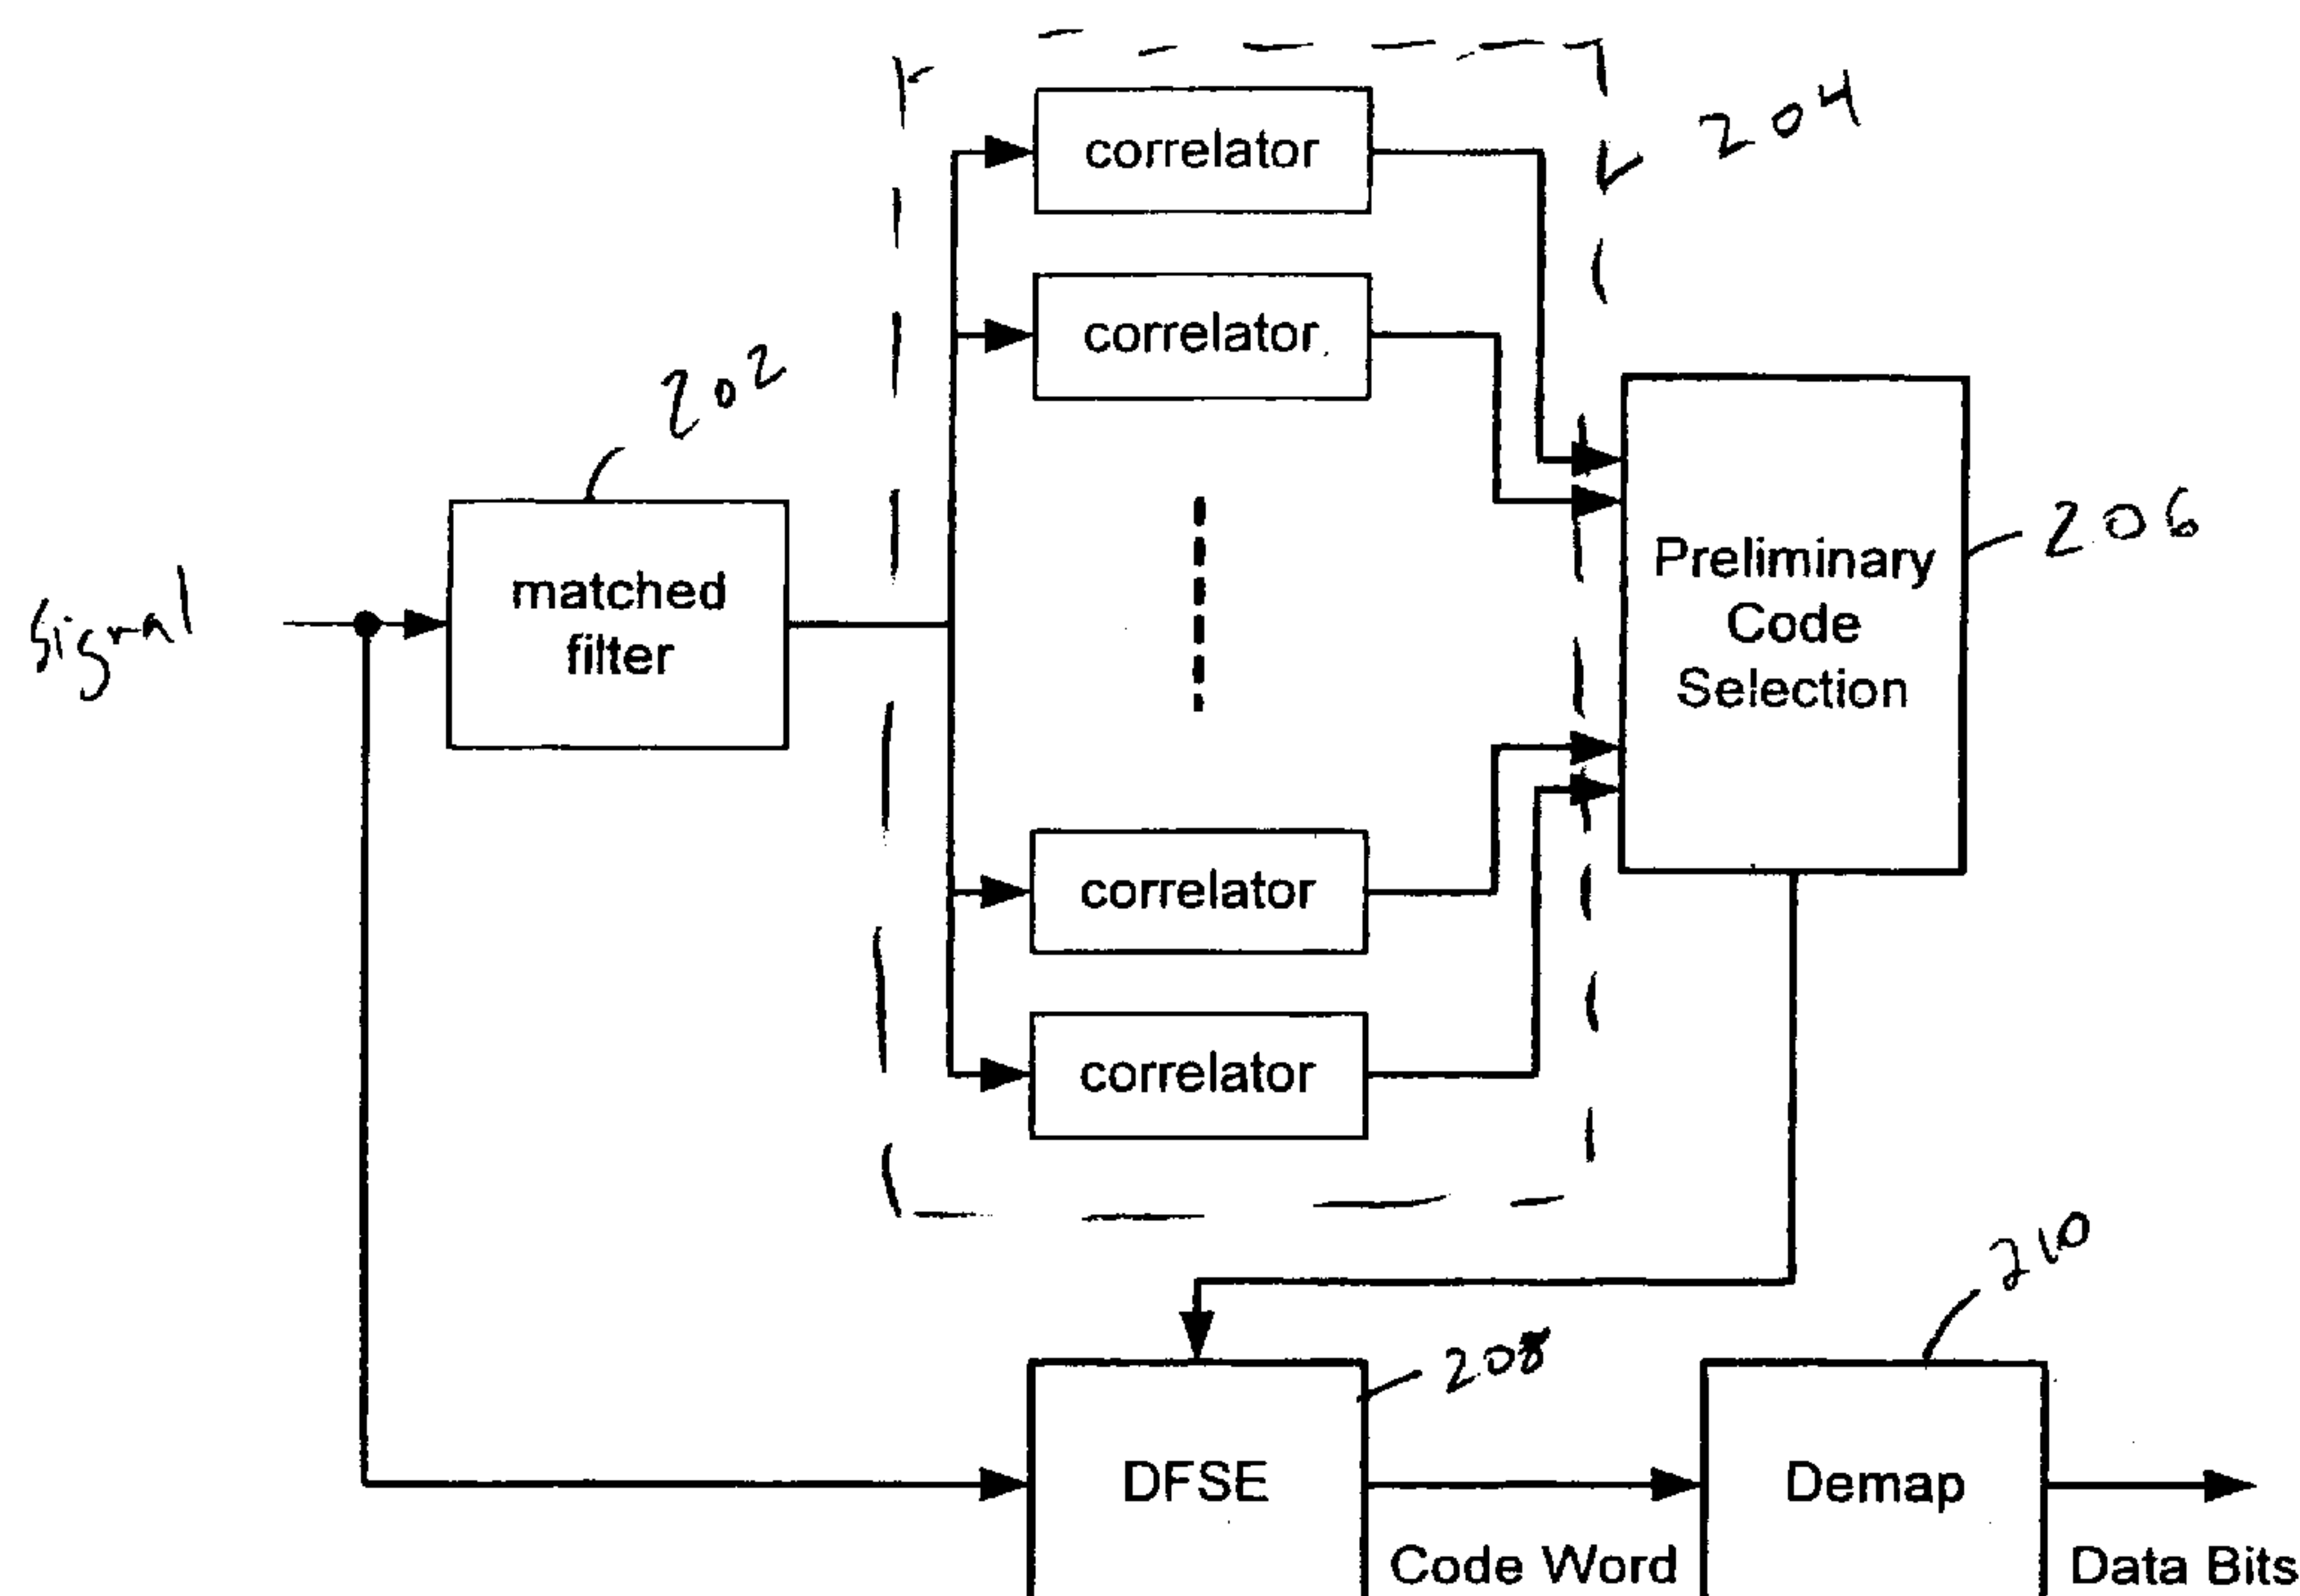 204
correlator
correlator
202
206
Signal
matched
filter
Preliminary
Code
Selection
correlator
correlator
210
208
DFSE
Demap
Code Word
Data Bits